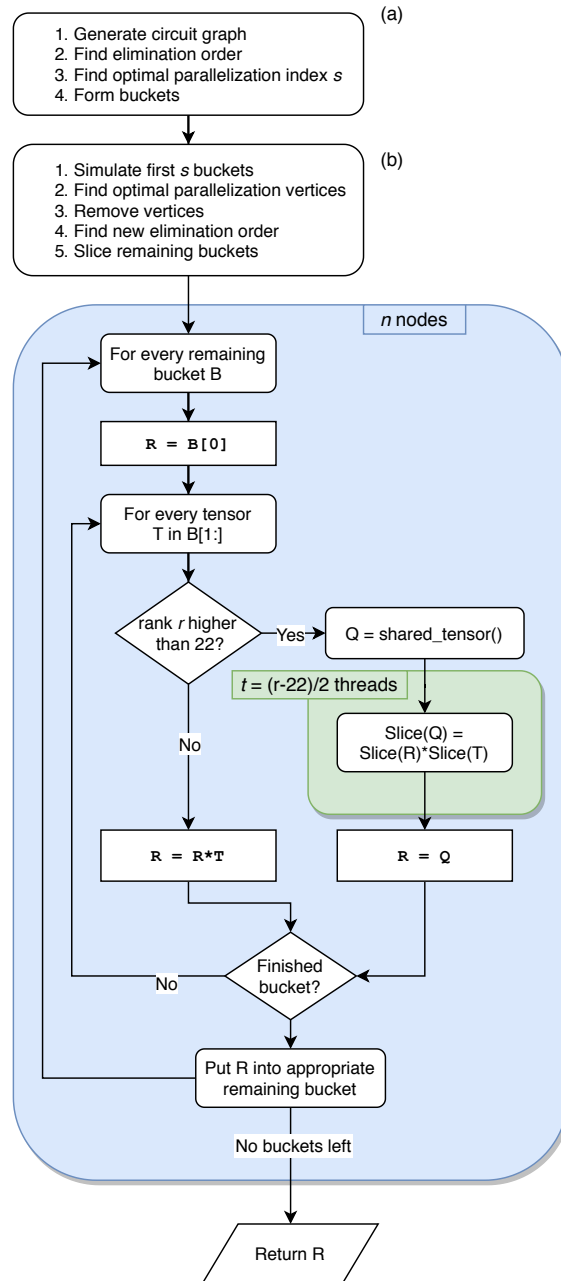 (a)
1. Generate circuit graph
2. Find elimination order
3. Find optimal parallelization index s
4. Form buckets
(b)
1. Simulate first s buckets
2. Find optimal parallelization vertices
3. Remove vertices
4. Find new elimination order
5. Slice remaining buckets
n nodes
For every remaining
bucket B
R = B[0]
For every tensor
T in B[1:]
rank r higher
than 22?
Yes
Q = shared_tensor()
t = (r-22)/2 threads
Slice(Q) =
Slice(R)*Slice(T)
No
R = R*T
R = Q
Finished
bucket?
No
Put R into appropriate
remaining bucket
No buckets left
Return R